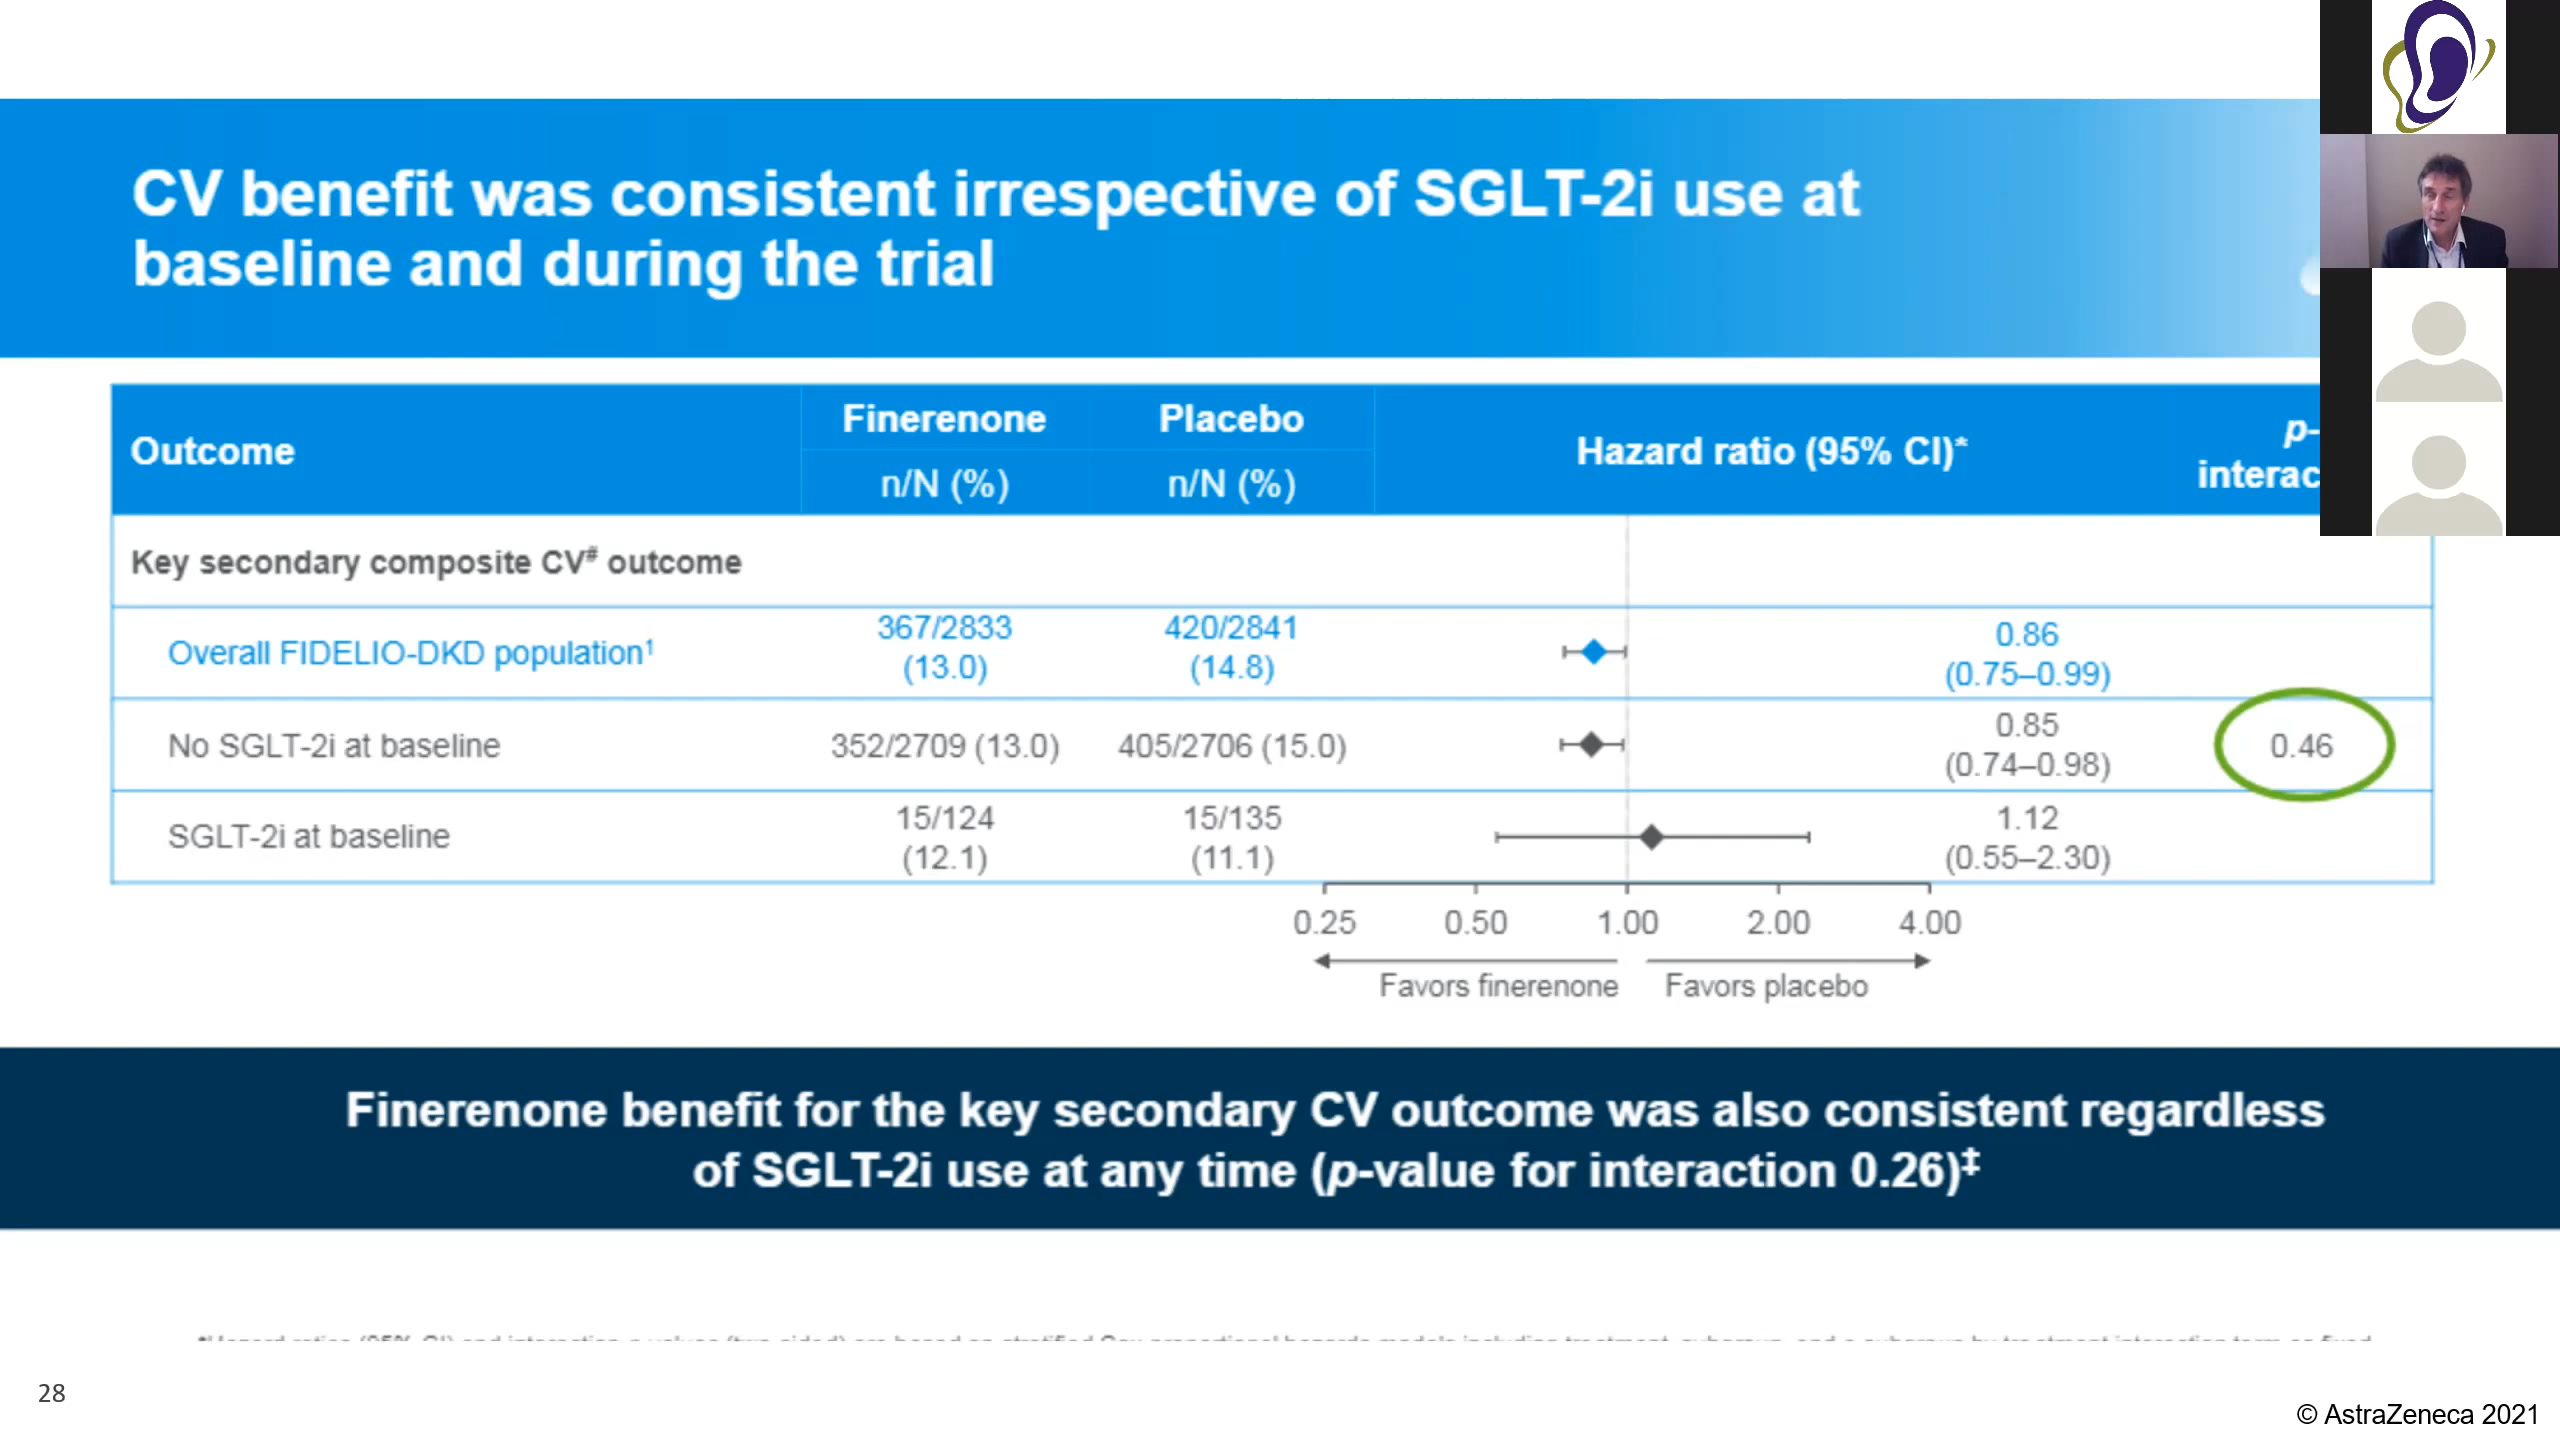 CV benefit was consistent irrespective of SGLT-2i use at
baseline and during the trial
Outcome
Finerenone
n/N (%)
Placebo
n/N (%)
Hazard ratio (95% CI)*
p-
interac
Key secondary composite CV# outcome
Overall FIDELIO-DKD population¹
367/2833
(13.0)
420/2841
(14.8)
0.86
(0.75–0.99)
No SGLT-2i at baseline
352/2709 (13.0)
405/2706 (15.0)
0.85
(0.74–0.98)
0.46
SGLT-2i at baseline
15/124
(12.1)
15/135
(11.1)
1.12
(0.55–2.30)
0.25 0.50 1.00 2.00 4.00
Favors finerenone Favors placebo
Finerenone benefit for the key secondary CV outcome was also consistent regardless
of SGLT-2i use at any time (p-value for interaction 0.26)‡
28
© AstraZeneca 2021